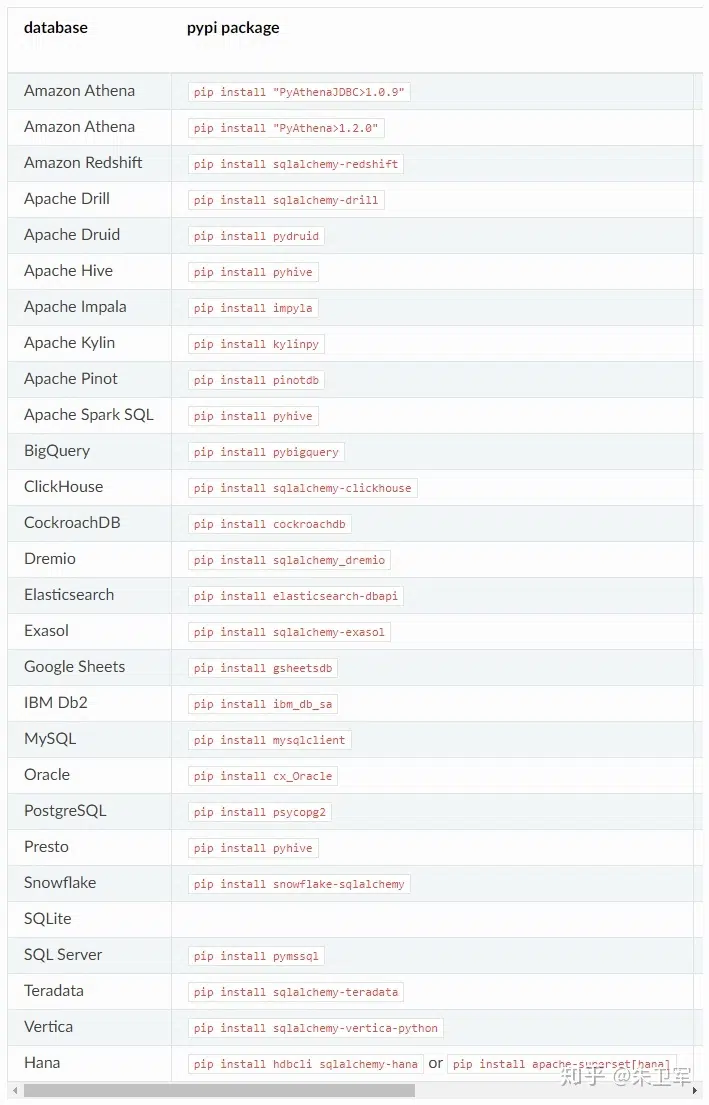 database pypi package
Amazon Athena pip install "PyAthenaJDBC>1.0.9"
Amazon Athena pip install "PyAthena>1.2.0"
Amazon Redshift pip install sqlalchemy-redshift
Apache Drill pip install sqlalchemy-drill
Apache Druid pip install pydruid
Apache Hive pip install pyhive
Apache Impala pip install impyla
Apache Kylin pip install kylinpy
Apache Pinot pip install pinotdb
Apache Spark SQL pip install pyhive
BigQuery pip install pybigquery
ClickHouse pip install sqlalchemy-clickhouse
CockroachDB pip install cockroachdb
Dremio pip install sqlalchemy_dremio
Elasticsearch pip install elasticsearch-dbapi
Exasol pip install sqlalchemy-exasol
Google Sheets pip install gsheetsdb
IBM Db2 pip install ibm_db_sa
MySQL pip install mysqlclient
Oracle pip install cx_Oracle
PostgreSQL pip install psycopg2
Presto pip install pyhive
Snowflake pip install snowflake-sqlalchemy
SQLite
SQL Server pip install pymssql
Teradata pip install sqlalchemy-teradata
Vertica pip install sqlalchemy-vertica-python
Hana pip install hdbcli sqlalchemy-hana or pip install apache-superset[hana]
知乎 @朱卫军